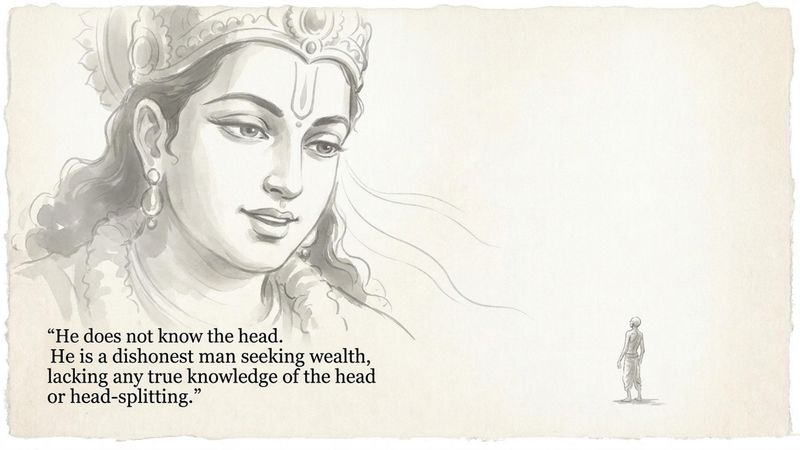 “He does not know the head.
He is a dishonest man seeking wealth,
lacking any true knowledge of the head
or head-splitting.”